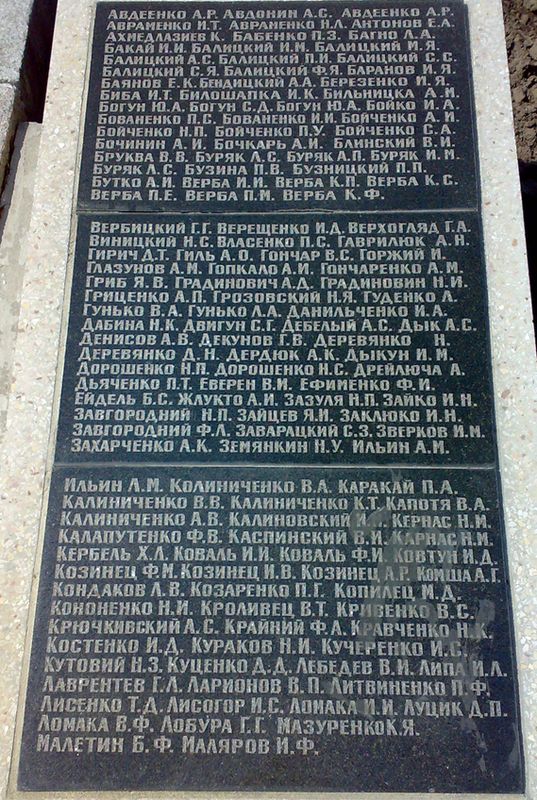 Авдеенко А.Р. Авдонин А.С. Авдеенко А.Р.
Авраменко И.Т. Авраненко Н.Л. Антонов Е.А.
Ахмедлазиев К. Бабенко П.З. Багно Л.А.
Бакай И.И. Балицкий И.М. Балицкий И.Я.
Балицкий А.С. Балицкий П.И. Балицкий С.С.
Балицкий С.Я. Балицкий Ф.Я. Баранов И.Я.
Баянов Е.К. Бендицкий А.А. Березенко И.А.
Биба И.Т. Билошапка И.К. Бильницка А.Й
Богун Ю.А. Богун С.Д. Богун Ю.А. Бойко И.А.
Бованенко П.С. Бованенко И.И. Бойченко А.И.
Бойченко Н.П. Бойченко П.У. Бойченко С.А.
Бочинин А.И. Бочкарь А.И. Блинский В.И.
Бруква В.В. Буряк Л.С. Буряк А.П. Буряк И.М.
Буряк Л.С. Бузина П.В. Бузницкий П.П.
Бутко А.И. Верба И.И. Верба К.П. Верба К.С.
Верба П.Е. Верба П.М. Верба К.Ф.
Вербицкий Г.Г. Верещенко И.Д. Верхогляд Г.А.
Виницкий И.С. Власенко П.С. Гаврилюк А.Н.
Гирич Д.Т. Гиль А.О. Гончар В.С. Горжий И.
Глазунов А.М. Гопкало А.И. Гончаренко А.М.
Гриб Я.В. Градинович А.Д. Градиновин Н.И.
Гриценко А.П. Грозовский Н.Я. Гуденко Л.
Гунько В.А. Гунько Л.А. Данильченко И.А.
Дабина Н.К. Двигун С.Г. Дебелый А.С. Дык А.С.
Денисов А.В. Декунов Г.В. Деревянко Н.
Деревянко Д.Н. Дердюк А.К. Дыкун И.М.
Дорошенко Н.П. Дорошенко Н.С. Дрейлюча А.
Дьяченко П.Т. Еверен В.И. Ефименко Ф.И.
Ейдель Б.С. Жлукто А.И. Зазуля Н.П. Зайко И.Н.
Завгородний Н.П. Зайцев Я.И. Заклюко И.Н.
Завгородний Ф.Л. Заварацкий С.З. Зверков И.М.
Захарченко А.К. Земянкин Н.У. Ильин А.М.
Ильин Л.М. Колиниченко В.А. Каракай П.А.
Калиниченко В.В. Калиниченко К.Т. Капотя В.А.
Калиниченко А.В. Калиновский И. Кернас Н.И.
Калапутенко Ф.В. Каспинский В.И. Карнас Н.М.
Кербель Х.Л. Коваль И.И. Коваль Ф.И. Ковтун И.Д.
Козинец Ф.М. Козинец И.В. Козинец А.Р. Комша А.Г.
Кондаков Л.В. Козаренко П.Г. Копилец М.Д.
Кононенко Н.И. Кроливец В.Т. Кривенко В.С.
Крючкивский А.С. Крайний Ф.А. Кравченко Н.К.
Костенко И.Д. Кураков Н.И. Кучеренко И.С.
Кутовий Н.З. Куценко Д.Д. Лебедев В.И. Липа И.Л.
Лаврентев Г.Л. Ларионов В.П. Литвиненко П.Ф.
Лисенко Т.Д. Лисогор И.С. Ломака И.И. Луцик Д.П.
Ломака В.Ф. Лобура Г.Г. Мазуренко К.Я.
Малетин Б.Ф. Маляров И.Ф.